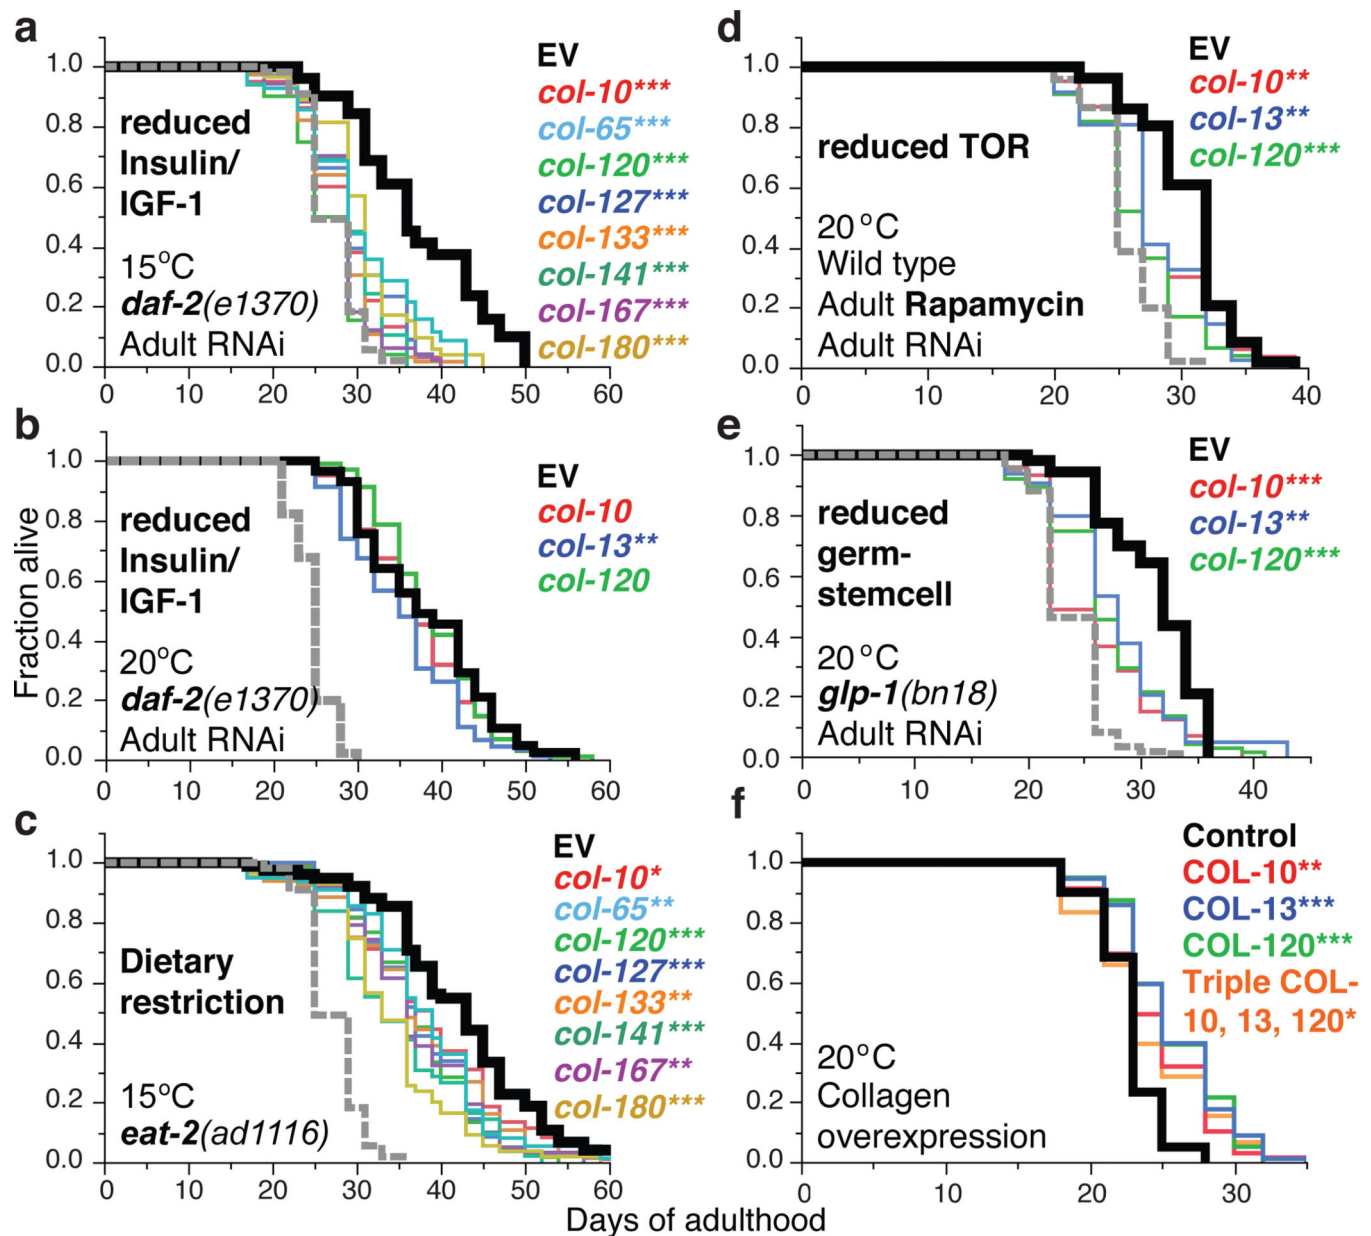 a
1.0
0.8
0.6
0.4
0.2
0.0
reduced
Insulin/
IGF-1
15°C
daf-2(e1370)
Adult RNAi
EV
col-10***
col-65***
col-120***
col-127***
col-133***
col-141***
col-167***
col-180***
0 10 20 30 40 50 60
b
1.0
0.8
0.6
0.4
0.2
0.0
reduced
Insulin/
IGF-1
20°C
daf-2(e1370)
Adult RNAi
EV
col-10
col-13**
col-120
0 10 20 30 40 50 60
Fraction alive
c
1.0
0.8
0.6
0.4
0.2
0.0
Dietary
restriction
15°C
eat-2(ad1116)
EV
col-10*
col-65**
col-120***
col-127***
col-133**
col-141***
col-167**
col-180***
0 10 20 30 40 50 60
d
1.0
0.8
0.6
0.4
0.2
0.0
reduced TOR
20°C
Wild type
Adult Rapamycin
Adult RNAi
EV
col-10**
col-13**
col-120***
0 10 20 30 40
e
1.0
0.8
0.6
0.4
0.2
0.0
reduced
germ-
stemcell
20°C
glp-1(bn18)
Adult RNAi
EV
col-10***
col-13**
col-120***
0 10 20 30 40
f
1.0
0.8
0.6
0.4
0.2
0.0
20°C
Collagen
overexpression
Control
COL-10**
COL-13***
COL-120***
Triple COL-
10, 13, 120*
0 10 20 30
Days of adulthood